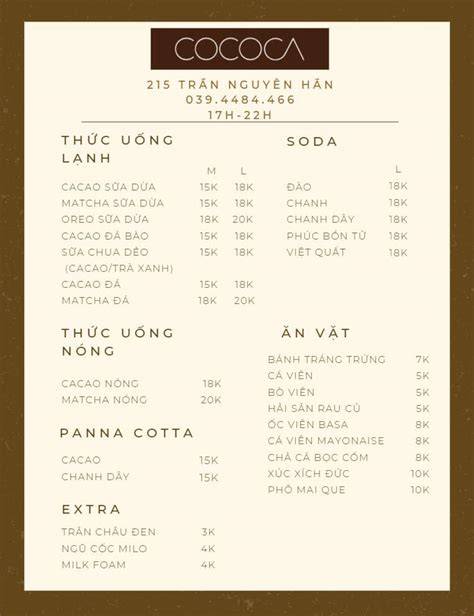 COCOCA
215 TRẦN NGUYÊN HÃN
039.4484.466
17H-22H
THỨC UỐNG
LẠNH
M L
CACAO SỮA DỪA 15K 18K
MATCHA SỮA DỪA 15K 18K
OREO SỮA DỪA 18K 20K
CACAO ĐÁ BÀO 15K 18K
SỮA CHUA DẺO 15K 18K
(CACAO/TRÀ XANH)
CACAO ĐÁ 15K 18K
MATCHA ĐÁ 18K 20K
THỨC UỐNG
NÓNG
CACAO NÓNG 18K
MATCHA NÓNG 20K
PANNA COTTA
CACAO 15K
CHANH DÂY 15K
EXTRA
TRÂN CHÂU ĐEN 3K
NGŨ CỐC MILO 4K
MILK FOAM 4K
SODA
L
ĐÀO 18K
CHANH 18K
CHANH DÂY 18K
PHÚC BỒN TỬ 18K
VIỆT QUẤT 18K
ĂN VẶT
BÁNH TRÁNG TRỨNG 7K
CÁ VIÊN 5K
BÒ VIÊN 5K
HẢI SẢN RAU CỦ 5K
ỐC VIÊN BASA 8K
CÁ VIÊN MAYONAISE 8K
CHẢ CÁ BỌC CỐM 8K
XÚC XÍCH ĐỨC 10K
PHÔ MAI QUE 10K